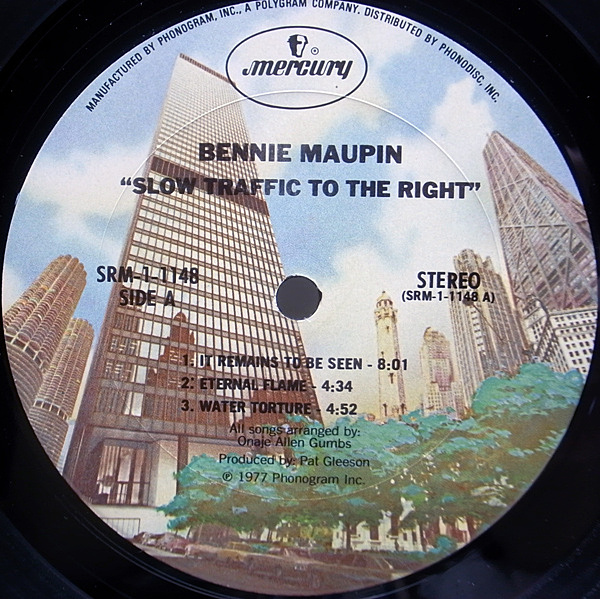 MANUFACTURED BY PHONOGRAM, INC., A POLYGRAM COMPANY. DISTRIBUTED BY PHONODISC, INC.
mercury
®
BENNIE MAUPIN
"SLOW TRAFFIC TO THE RIGHT"
SRM-1-1148
SIDE A
STEREO
(SRM-1-1148 A)
1. IT REMAINS TO BE SEEN - 8:01
2. ETERNAL FLAME - 4:34
3. WATER TORTURE - 4:52
All songs arranged by:
Onaje Allen Gumbs
Produced by: Pat Gleeson
℗ 1977 Phonogram Inc.